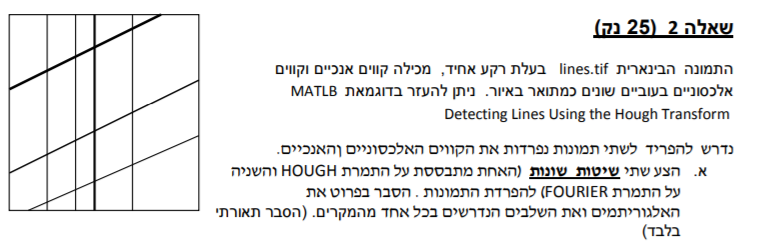 שאלה 2 (25 נק)
התמונה הבינארית lines.tif בעלת רקע אחיד, מכילה קווים אנכיים וקווים
אלכסוניים בעוביים שונים כמתואר באיור. ניתן להעזר בדוגמאת MATLB
Detecting Lines Using the Hough Transform
נדרש להפריד לשתי תמונות נפרדות את הקווים האלכסוניים והאנכיים.
א. הצע שתי שיטות שונות (האחת מתבססת על התמרת HOUGH והשניה
על התמרת FOURIER) להפרדת התמונות . הסבר בפרוט את
האלגוריתמים ואת השלבים הנדרשים בכל אחד מהמקרים. (הסבר תאורתי
בלבד)